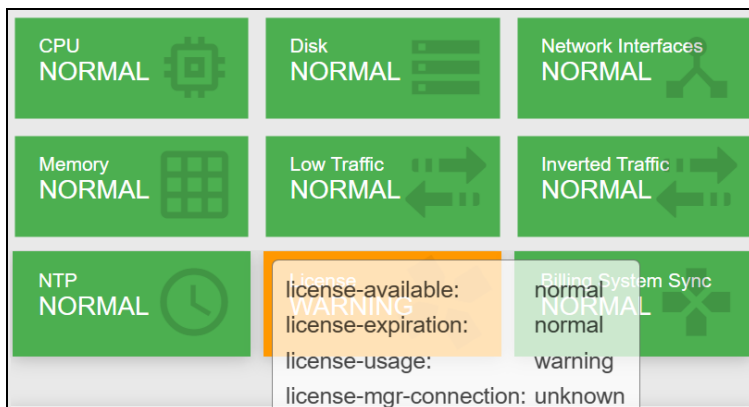 CPU
NORMAL
Disk
NORMAL
Network Interfaces
NORMAL
Memory
NORMAL
Low Traffic
NORMAL
Inverted Traffic
NORMAL
NTP
NORMAL
License
WARNING
Billing System Sync
NORMAL
license-available: normal
license-expiration: normal
license-usage: warning
license-mgr-connection: unknown